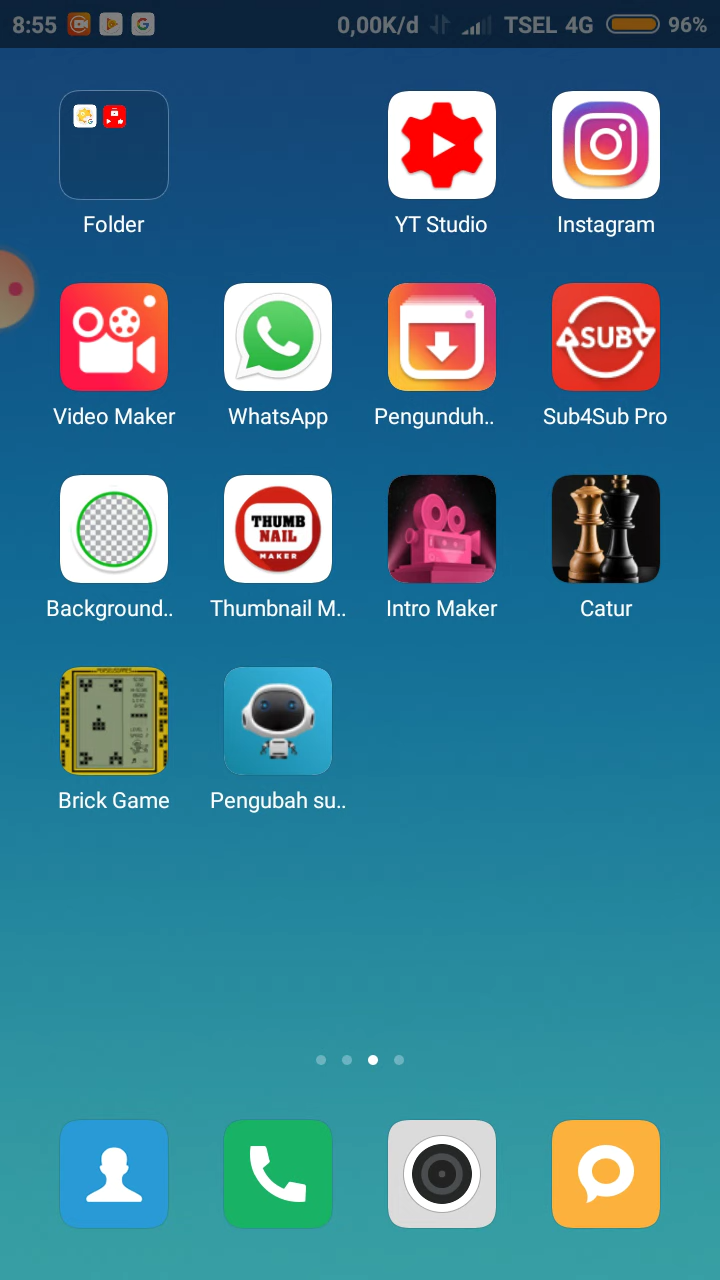 8:55 0,00K/d TSEL 4G 96%
Folder
YT Studio
Instagram
SUB
Video Maker
WhatsApp
Pengunduh..
Sub4Sub Pro
THUMB
NAIL
MAKER
Background..
Thumbnail M..
Intro Maker
Catur
Brick Game
Pengubah su..